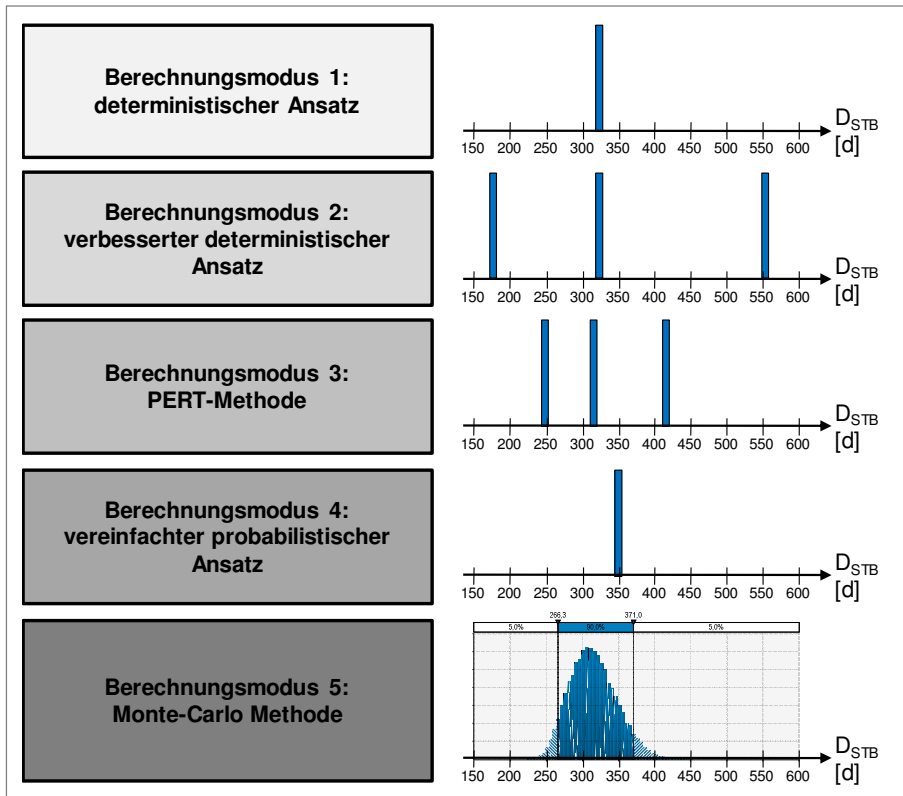 Berechnungsmodus 1:
deterministischer Ansatz
D_STB
[d]
150 200 250 300 350 400 450 500 550 600
Berechnungsmodus 2:
verbesserter deterministischer
Ansatz
D_STB
[d]
150 200 250 300 350 400 450 500 550 600
Berechnungsmodus 3:
PERT-Methode
D_STB
[d]
150 200 250 300 350 400 450 500 550 600
Berechnungsmodus 4:
vereinfachter probabilistischer
Ansatz
D_STB
[d]
150 200 250 300 350 400 450 500 550 600
Berechnungsmodus 5:
Monte-Carlo Methode
266,3 371,0
5,0% 90,0% 5,0%
D_STB
[d]
150 200 250 300 350 400 450 500 550 600